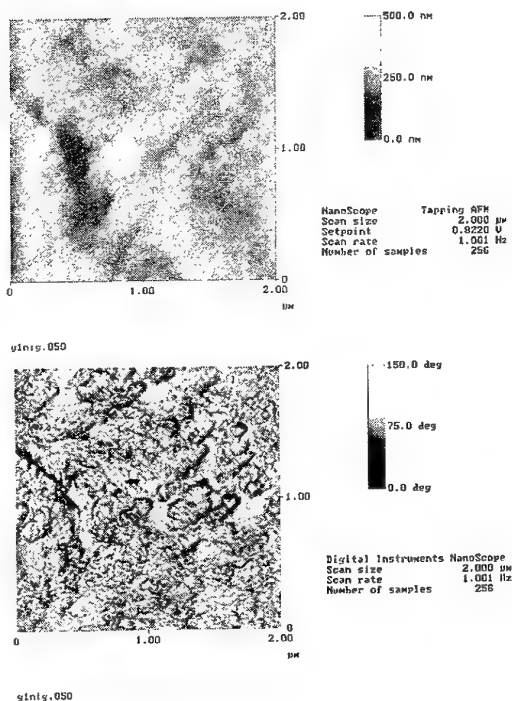 2.00
500.0 nm
250.0 nm
1.00
0.0 nm
NanoScope Tapping AFM
Scan size 2.000 µm
Setpoint 0.8220 V
Scan rate 1.001 Hz
Number of samples 256
0
0 1.00 2.00
µm
2.00
150.0 deg
75.0 deg
1.00
0.0 deg
Digital Instruments NanoScope
Scan size 2.000 µm
Scan rate 1.001 Hz
Number of samples 256
0
0 1.00 2.00
µm